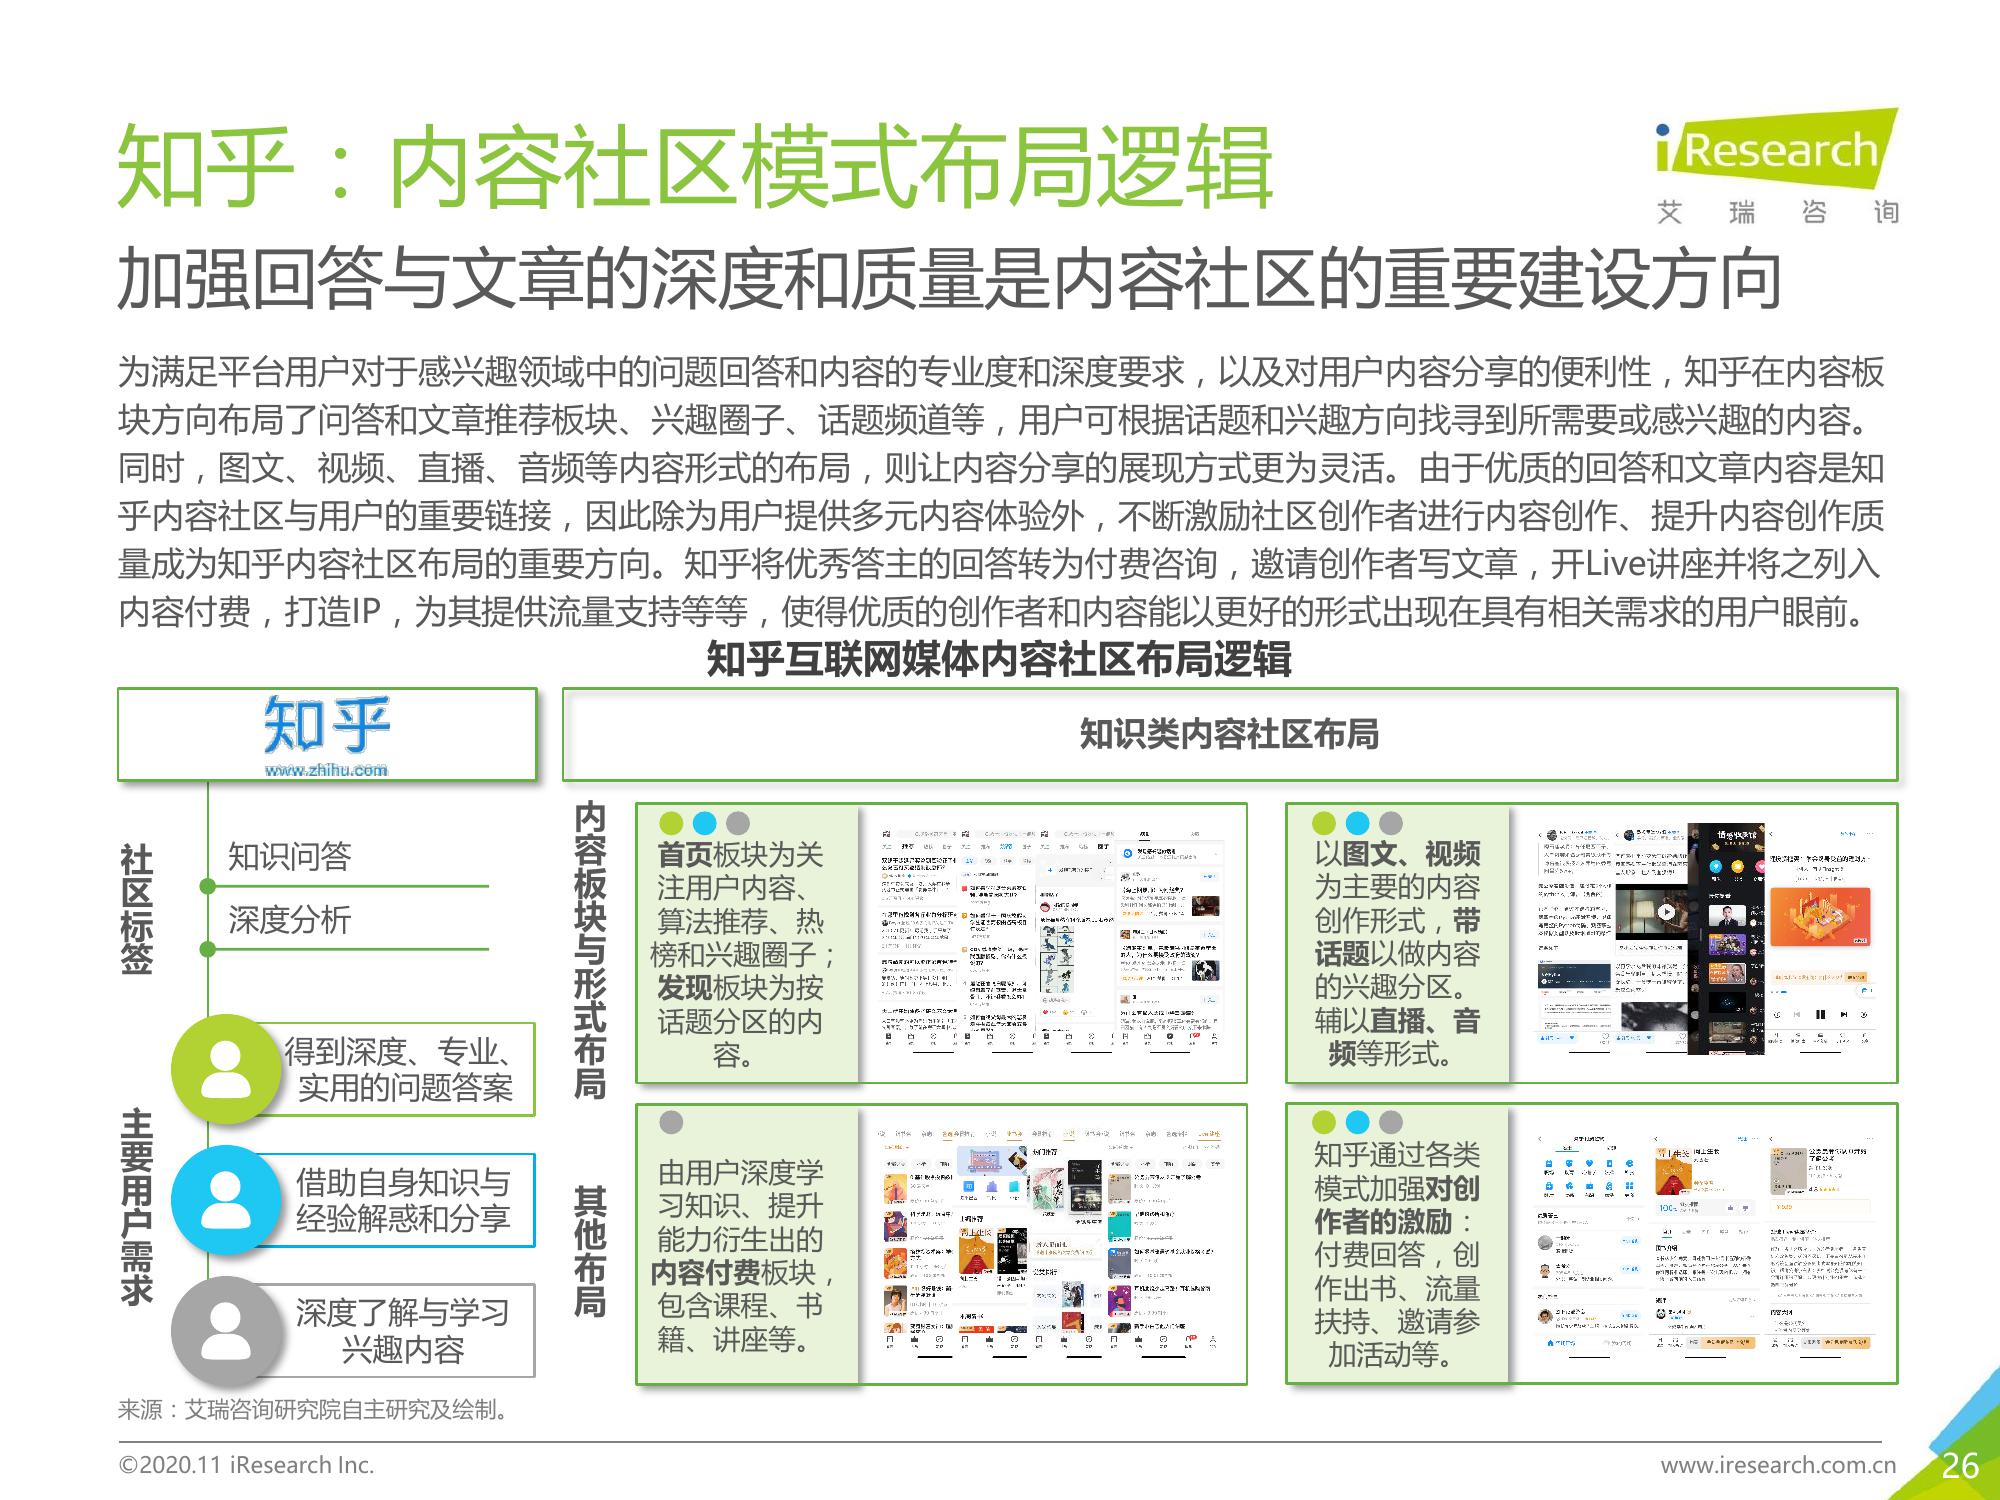 知乎：内容社区模式布局逻辑
iResearch
艾瑞咨询
加强回答与文章的深度和质量是内容社区的重要建设方向
为满足平台用户对于感兴趣领域中的问题回答和内容的专业度和深度要求，以及对用户内容分享的便利性，知乎在内容板
块方向布局了问答和文章推荐板块、兴趣圈子、话题频道等，用户可根据话题和兴趣方向找寻到所需要或感兴趣的内容。
同时，图文、视频、直播、音频等内容形式的布局，则让内容分享的展现方式更为灵活。由于优质的回答和文章内容是知
乎内容社区与用户的重要链接，因此除为用户提供多元内容体验外，不断激励社区创作者进行内容创作、提升内容创作质
量成为知乎内容社区布局的重要方向。知乎将优秀答主的回答转为付费咨询，邀请创作者写文章，开Live讲座并将之列入
内容付费，打造IP，为其提供流量支持等等，使得优质的创作者和内容能以更好的形式出现在具有相关需求的用户眼前。
知乎互联网媒体内容社区布局逻辑
知乎
www.zhihu.com
知识类内容社区布局
社区标签
知识问答
深度分析
主要用户需求
得到深度、专业、
实用的问题答案
借助自身知识与
经验解惑和分享
深度了解与学习
兴趣内容
内容板块与形式布局
首页板块为关
注用户内容、
算法推荐、热
榜和兴趣圈子；
发现板块为按
话题分区的内
容。
以图文、视频
为主要的内容
创作形式，带
话题以做内容
的兴趣分区。
辅以直播、音
频等形式。
其他布局
由用户深度学
习知识、提升
能力衍生出的
内容付费板块，
包含课程、书
籍、讲座等。
知乎通过各类
模式加强对创
作者的激励：
付费回答，创
作出书、流量
扶持、邀请参
加活动等。
来源：艾瑞咨询研究院自主研究及绘制。
©2020.11 iResearch Inc.
www.iresearch.com.cn
26